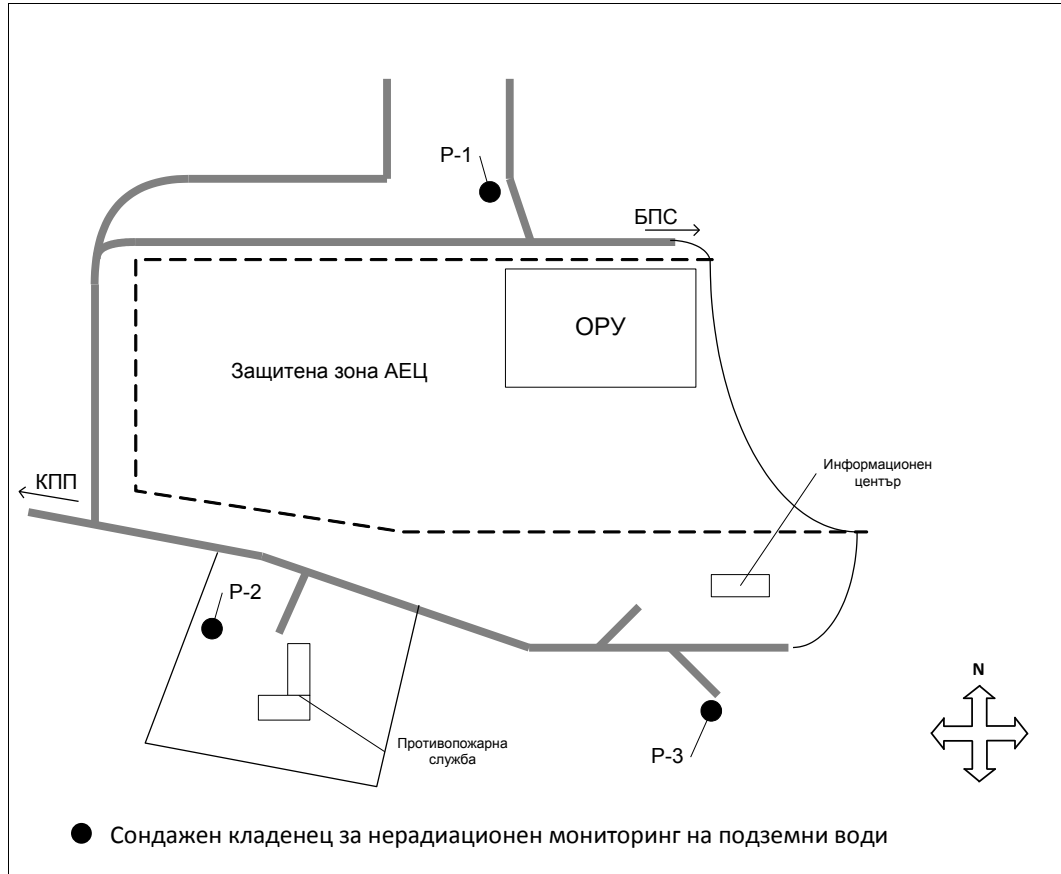 Р-1
БПС
ОРУ
Защитена зона АЕЦ
Информационен
център
КПП
Р-2
N
Противопожарна
служба
Р-3
Сондажен кладенец за нерадиационен мониторинг на подземни води